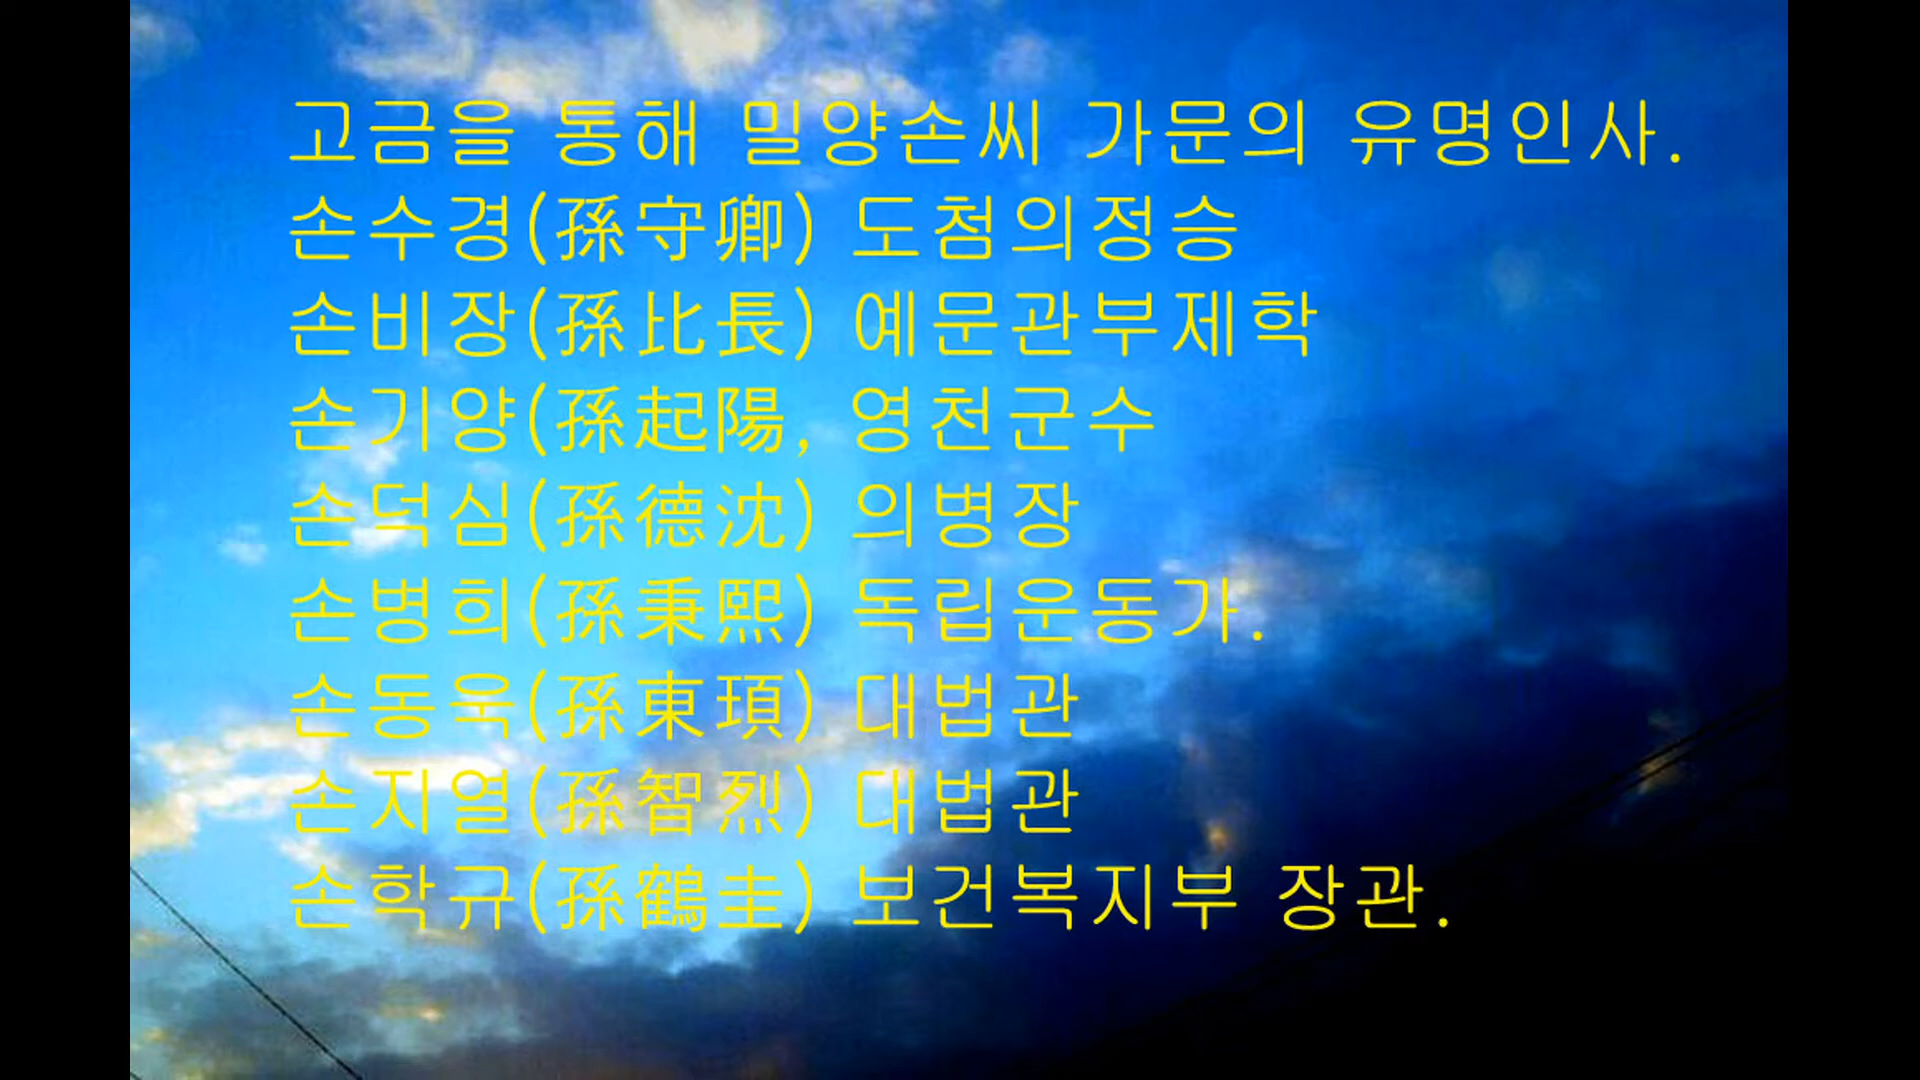 고금을 통해 밀양손씨 가문의 유명인사.
손수경(孫守卿) 도첨의정승
손비장(孫比長) 예문관부제학
손기양(孫起陽, 영천군수
손덕심(孫德沈) 의병장
손병희(孫秉熙) 독립운동가.
손동욱(孫東頊) 대법관
손지열(孫智烈) 대법관
손학규(孫鶴圭) 보건복지부 장관.